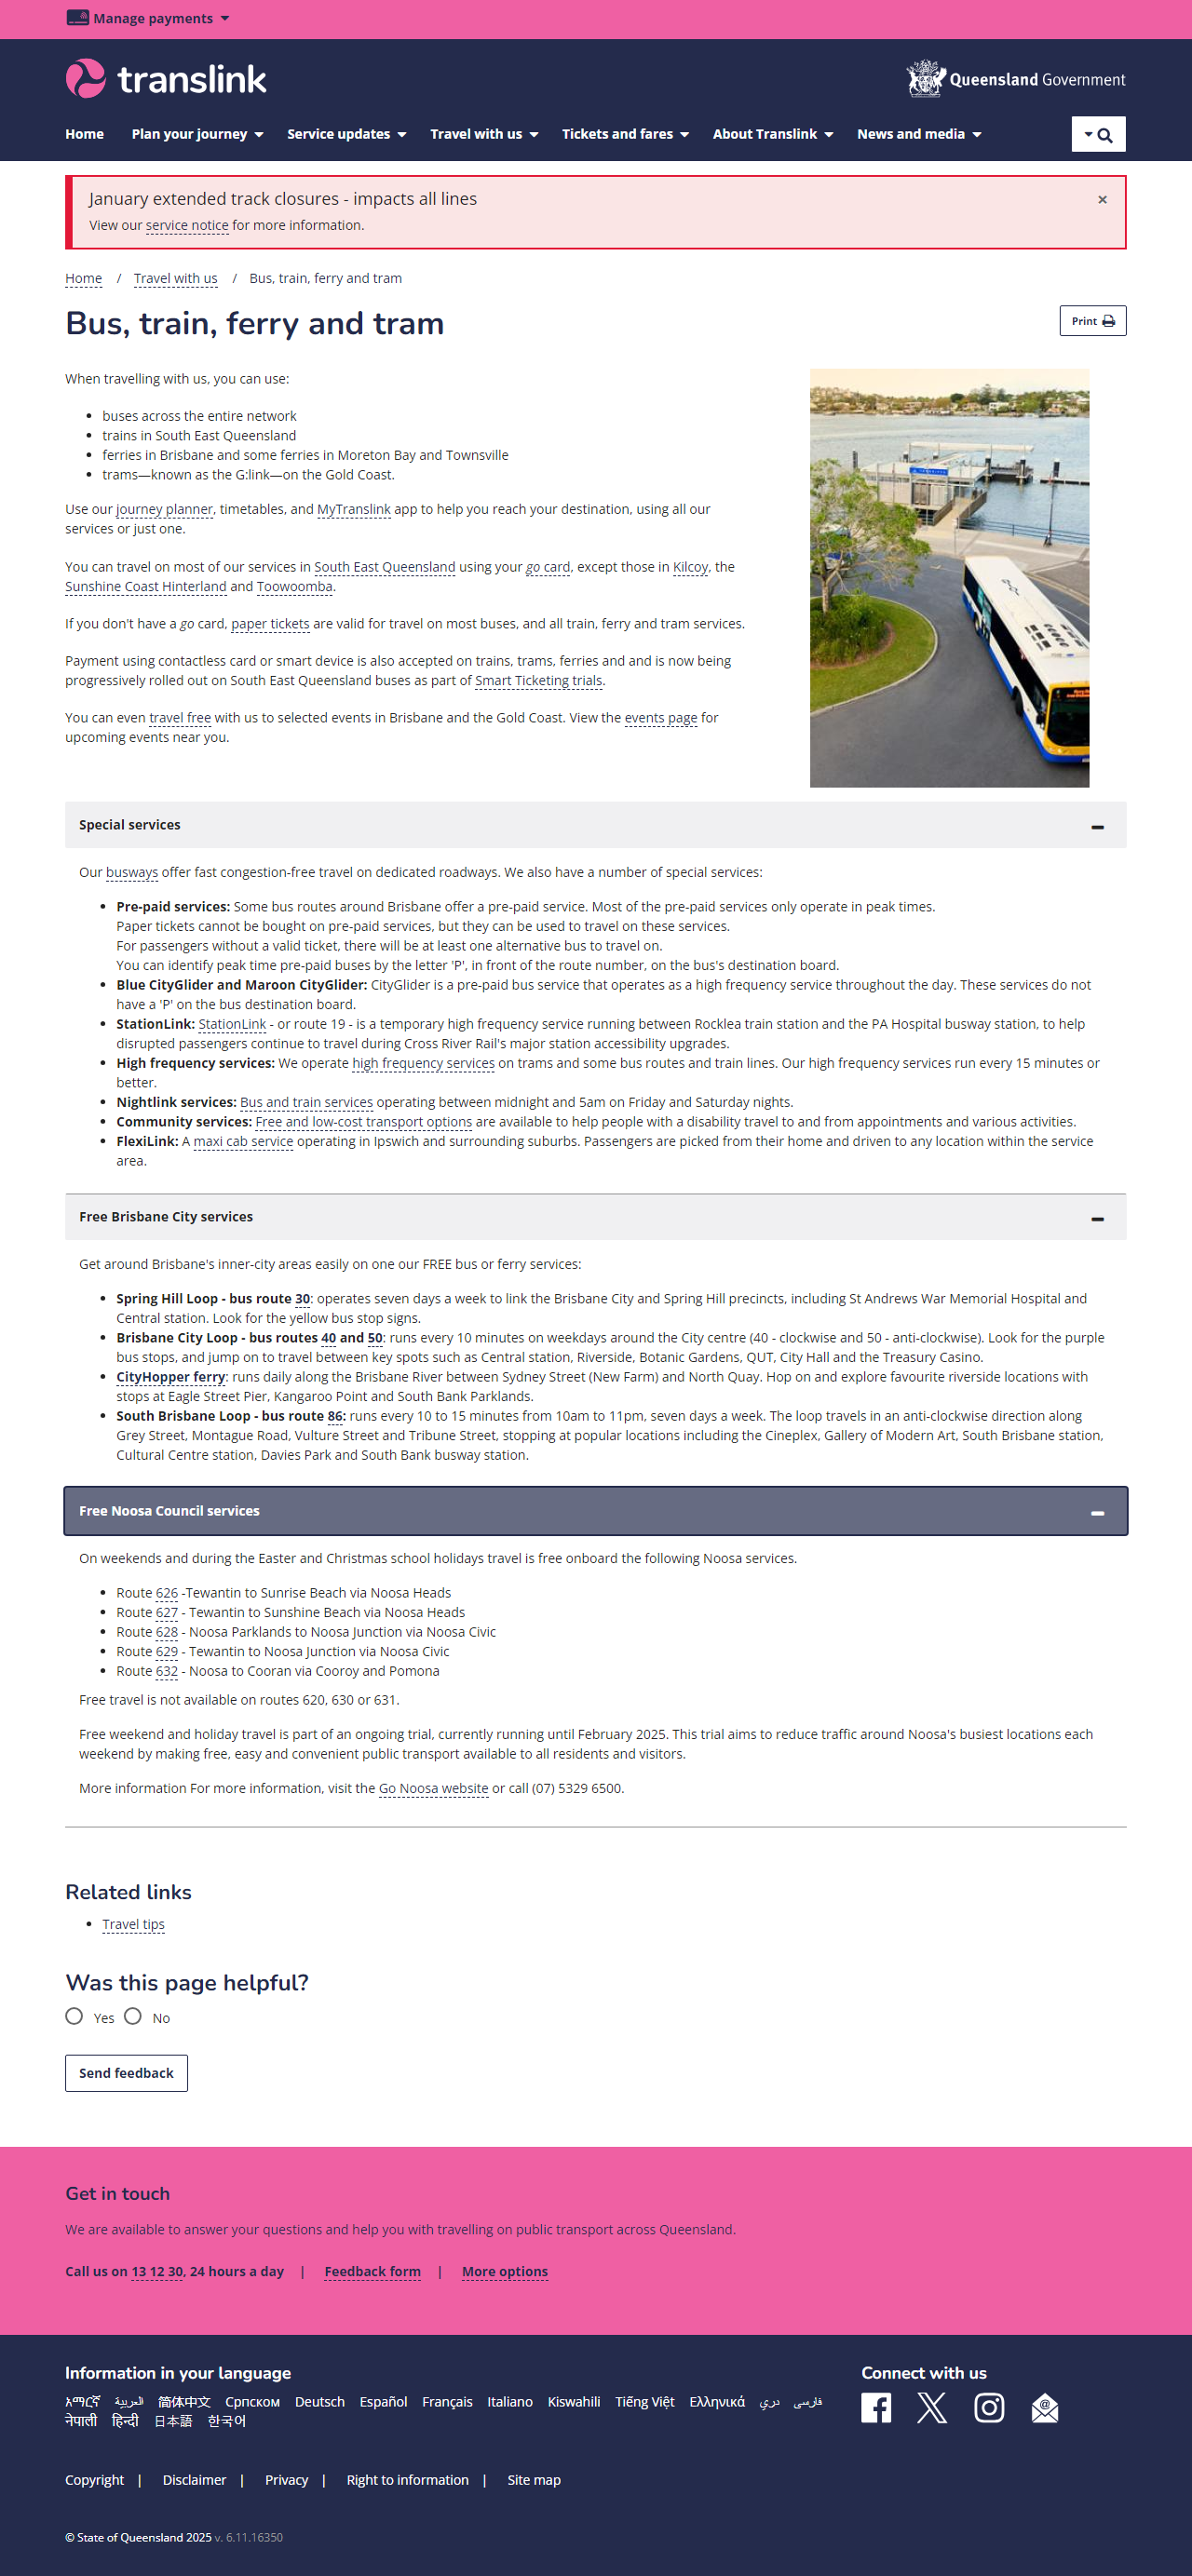 Manage payments
translink
Queensland Government
Home Plan your journey Service updates Travel with us Tickets and fares About Translink News and media
January extended track closures - impacts all lines
×
View our service notice for more information.
Home / Travel with us / Bus, train, ferry and tram
Bus, train, ferry and tram
Print
When travelling with us, you can use:
• buses across the entire network
• trains in South East Queensland
• ferries in Brisbane and some ferries in Moreton Bay and Townsville
• trams—known as the G:link—on the Gold Coast.
Use our journey planner, timetables, and MyTranslink app to help you reach your destination, using all our
services or just one.
You can travel on most of our services in South East Queensland using your go card, except those in Kilcoy, the
Sunshine Coast Hinterland and Toowoomba.
If you don't have a go card, paper tickets are valid for travel on most buses, and all train, ferry and tram services.
Payment using contactless card or smart device is also accepted on trains, trams, ferries and and is now being
progressively rolled out on South East Queensland buses as part of Smart Ticketing trials.
You can even travel free with us to selected events in Brisbane and the Gold Coast. View the events page for
upcoming events near you.
Special services
Our busways offer fast congestion-free travel on dedicated roadways. We also have a number of special services:
• Pre-paid services: Some bus routes around Brisbane offer a pre-paid service. Most of the pre-paid services only operate in peak times.
Paper tickets cannot be bought on pre-paid services, but they can be used to travel on these services.
For passengers without a valid ticket, there will be at least one alternative bus to travel on.
You can identify peak time pre-paid buses by the letter 'P', in front of the route number, on the bus's destination board.
• Blue CityGlider and Maroon CityGlider: CityGlider is a pre-paid bus service that operates as a high frequency service throughout the day. These services do not
have a 'P' on the bus destination board.
• StationLink: StationLink - or route 19 - is a temporary high frequency service running between Rocklea train station and the PA Hospital busway station, to help
disrupted passengers continue to travel during Cross River Rail's major station accessibility upgrades.
• High frequency services: We operate high frequency services on trams and some bus routes and train lines. Our high frequency services run every 15 minutes or
better.
• Nightlink services: Bus and train services operating between midnight and 5am on Friday and Saturday nights.
• Community services: Free and low-cost transport options are available to help people with a disability travel to and from appointments and various activities.
• FlexiLink: A maxi cab service operating in Ipswich and surrounding suburbs. Passengers are picked from their home and driven to any location within the service
area.
Free Brisbane City services
Get around Brisbane's inner-city areas easily on one our FREE bus or ferry services:
• Spring Hill Loop - bus route 30: operates seven days a week to link the Brisbane City and Spring Hill precincts, including St Andrews War Memorial Hospital and
Central station. Look for the yellow bus stop signs.
• Brisbane City Loop - bus routes 40 and 50: runs every 10 minutes on weekdays around the City centre (40 - clockwise and 50 - anti-clockwise). Look for the purple
bus stops, and jump on to travel between key spots such as Central station, Riverside, Botanic Gardens, QUT, City Hall and the Treasury Casino.
• CityHopper ferry: runs daily along the Brisbane River between Sydney Street (New Farm) and North Quay. Hop on and explore favourite riverside locations with
stops at Eagle Street Pier, Kangaroo Point and South Bank Parklands.
• South Brisbane Loop - bus route 86: runs every 10 to 15 minutes from 10am to 11pm, seven days a week. The loop travels in an anti-clockwise direction along
Grey Street, Montague Road, Vulture Street and Tribune Street, stopping at popular locations including the Cineplex, Gallery of Modern Art, South Brisbane station,
Cultural Centre station, Davies Park and South Bank busway station.
Free Noosa Council services
On weekends and during the Easter and Christmas school holidays travel is free onboard the following Noosa services.
• Route 626 -Tewantin to Sunrise Beach via Noosa Heads
• Route 627 - Tewantin to Sunshine Beach via Noosa Heads
• Route 628 - Noosa Parklands to Noosa Junction via Noosa Civic
• Route 629 - Tewantin to Noosa Junction via Noosa Civic
• Route 632 - Noosa to Cooran via Cooroy and Pomona
Free travel is not available on routes 620, 630 or 631.
Free weekend and holiday travel is part of an ongoing trial, currently running until February 2025. This trial aims to reduce traffic around Noosa's busiest locations each
weekend by making free, easy and convenient public transport available to all residents and visitors.
More information For more information, visit the Go Noosa website or call (07) 5329 6500.
Related links
• Travel tips
Was this page helpful?
Yes No
Send feedback
Get in touch
We are available to answer your questions and help you with travelling on public transport across Queensland.
Call us on 13 12 30, 24 hours a day | Feedback form | More options
Information in your language
አማርኛ العربية 简体中文 Српском Deutsch Español Français Italiano Kiswahili Tiếng Việt Ελληνικά دري فارسی
नेपाली हिन्दी 日本語 한국어
Connect with us
Copyright | Disclaimer | Privacy | Right to information | Site map
© State of Queensland 2025 v. 6.11.16350